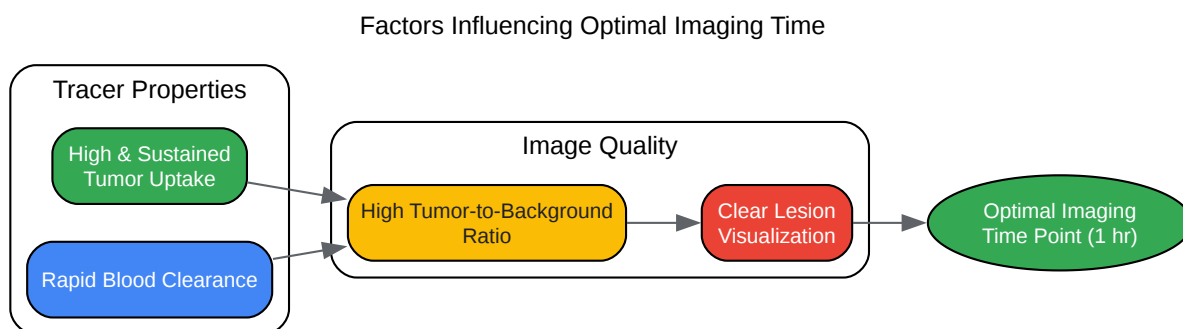 Factors Influencing Optimal Imaging Time
Tracer Properties
High & Sustained
Tumor Uptake
Rapid Blood Clearance
Image Quality
High Tumor-to-Background
Ratio
Clear Lesion
Visualization
Optimal Imaging
Time Point (1 hr)